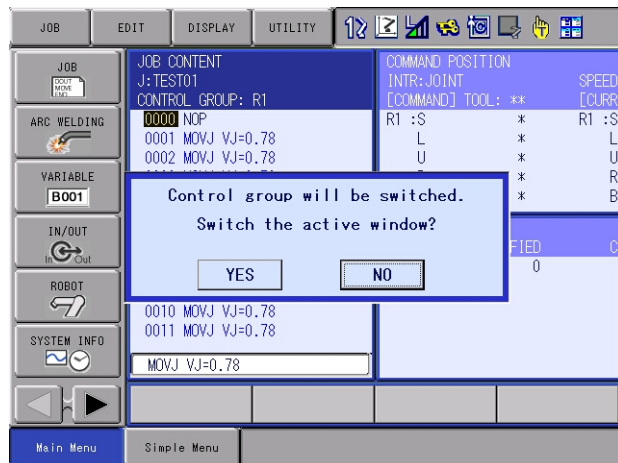 JOB
EDIT
DISPLAY
UTILITY
12
JOB
DOUT
MOVE
END
ARC WELDING
VARIABLE
B001
IN/OUT
In Out
ROBOT
SYSTEM INFO
JOB CONTENT
J:TEST01
CONTROL GROUP: R1
0000 NOP
0001 MOVJ VJ=0.78
0002 MOVJ VJ=0.78
COMMAND POSITION
INTR:JOINT SPEED
[COMMAND] TOOL: ** [CURR
R1 :S * R1 :S
L * L
U * U
* R
* B
Control group will be switched.
Switch the active window?
YES
NO
FIED C
0
0010 MOVJ VJ=0.78
0011 MOVJ VJ=0.78
MOVJ VJ=0.78
Main Menu
Simple Menu